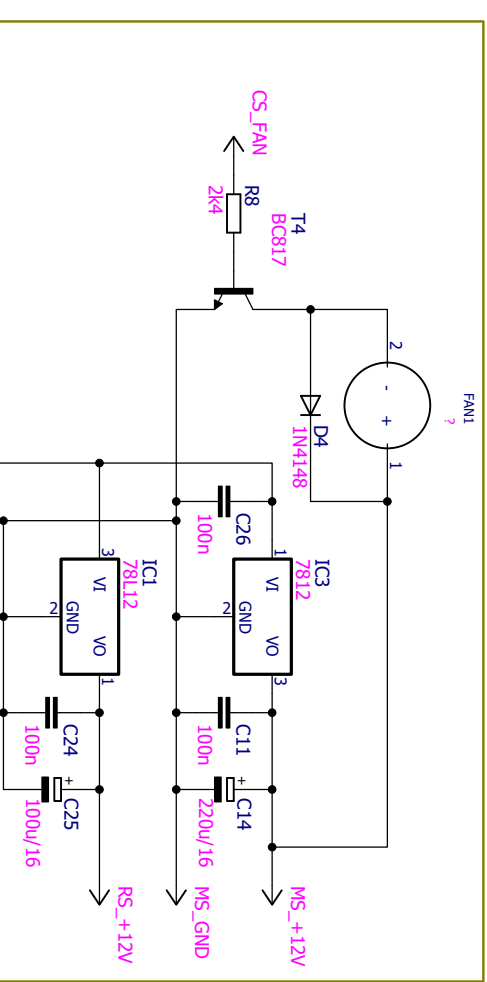 CS_FAN
R8
2k4
T4
BC817
FAN1
?
2
-
+
1
D4
1N4148
C26
100n
IC3
7812
1
VI
GND
2
VO
3
C11
100n
+
C14
220u/16
MS_+12V
MS_GND
IC1
78L12
3
VI
GND
2
VO
1
C24
100n
+
C25
100u/16
RS_+12V